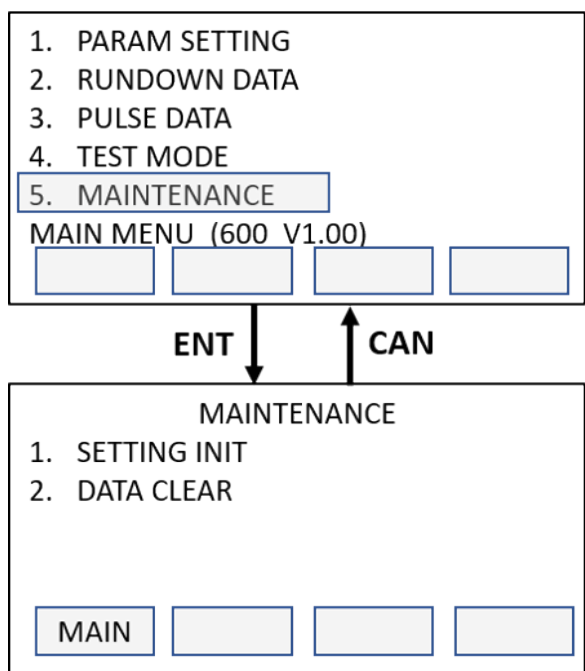 1. PARAM SETTING
2. RUNDOWN DATA
3. PULSE DATA
4. TEST MODE
5. MAINTENANCE
MAIN MENU (600 V1.00)
ENT
CAN
MAINTENANCE
1. SETTING INIT
2. DATA CLEAR
MAIN